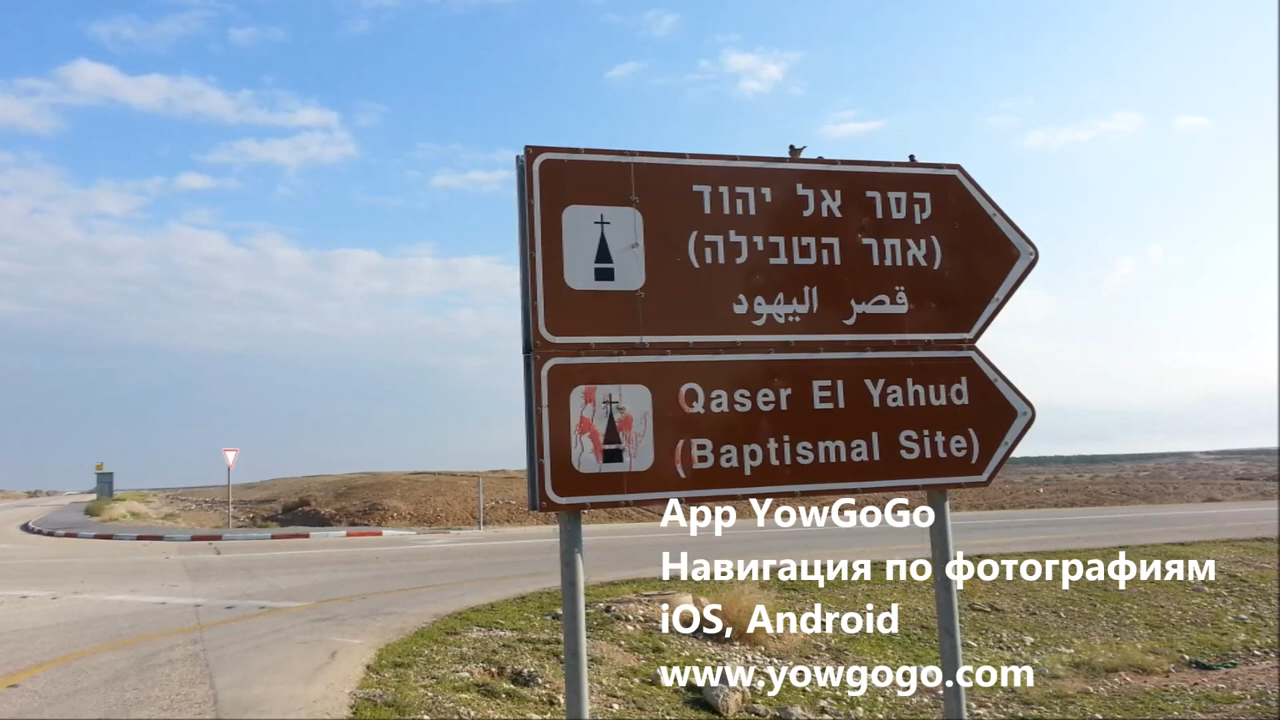 קסר אל יהוד
(אתר הטבילה)
قصر اليهود
Qaser El Yahud
(Baptismal Site)
App YowGoGo
Навигация по фотографиям
iOS, Android
www.yowgogo.com